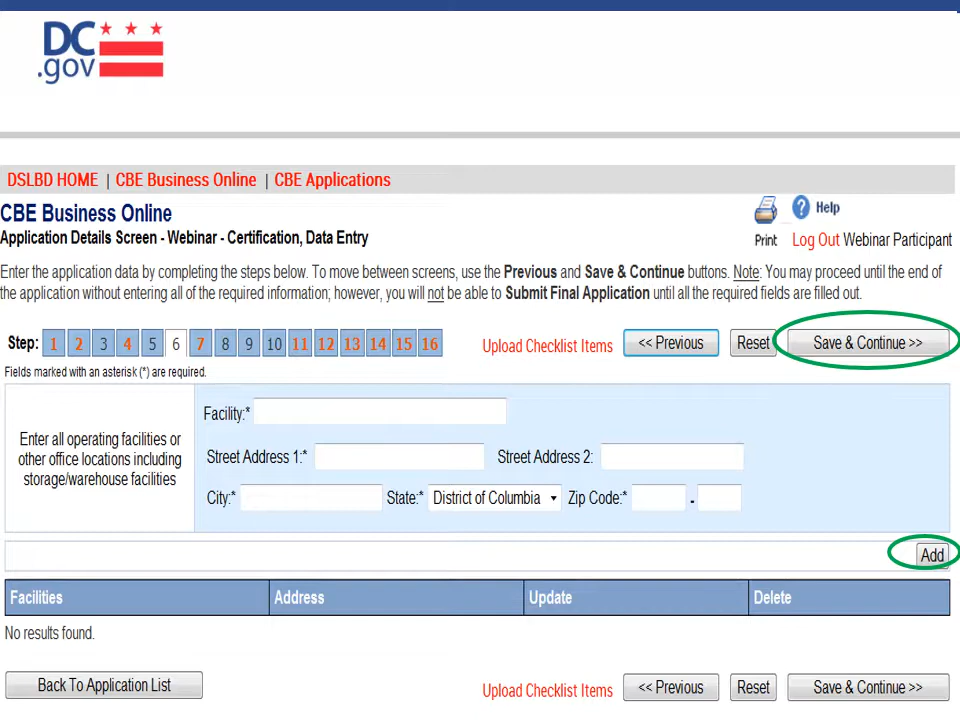 DC
.gov
DSLBD HOME | CBE Business Online | CBE Applications
CBE Business Online
Help
Application Details Screen - Webinar - Certification, Data Entry
Print Log Out Webinar Participant
Enter the application data by completing the steps below. To move between screens, use the Previous and Save & Continue buttons. Note: You may proceed until the end of
the application without entering all of the required information; however, you will not be able to Submit Final Application until all the required fields are filled out.
Step: 1 2 3 4 5 6 7 8 9 10 11 12 13 14 15 16 Upload Checklist Items << Previous Reset Save & Continue >>
Fields marked with an asterisk (*) are required.
Enter all operating facilities or
other office locations including
storage/warehouse facilities
Facility:*
Street Address 1:* Street Address 2:
City:* State:* District of Columbia Zip Code:* -
Add
Facilities Address Update Delete
No results found.
Back To Application List Upload Checklist Items << Previous Reset Save & Continue >>